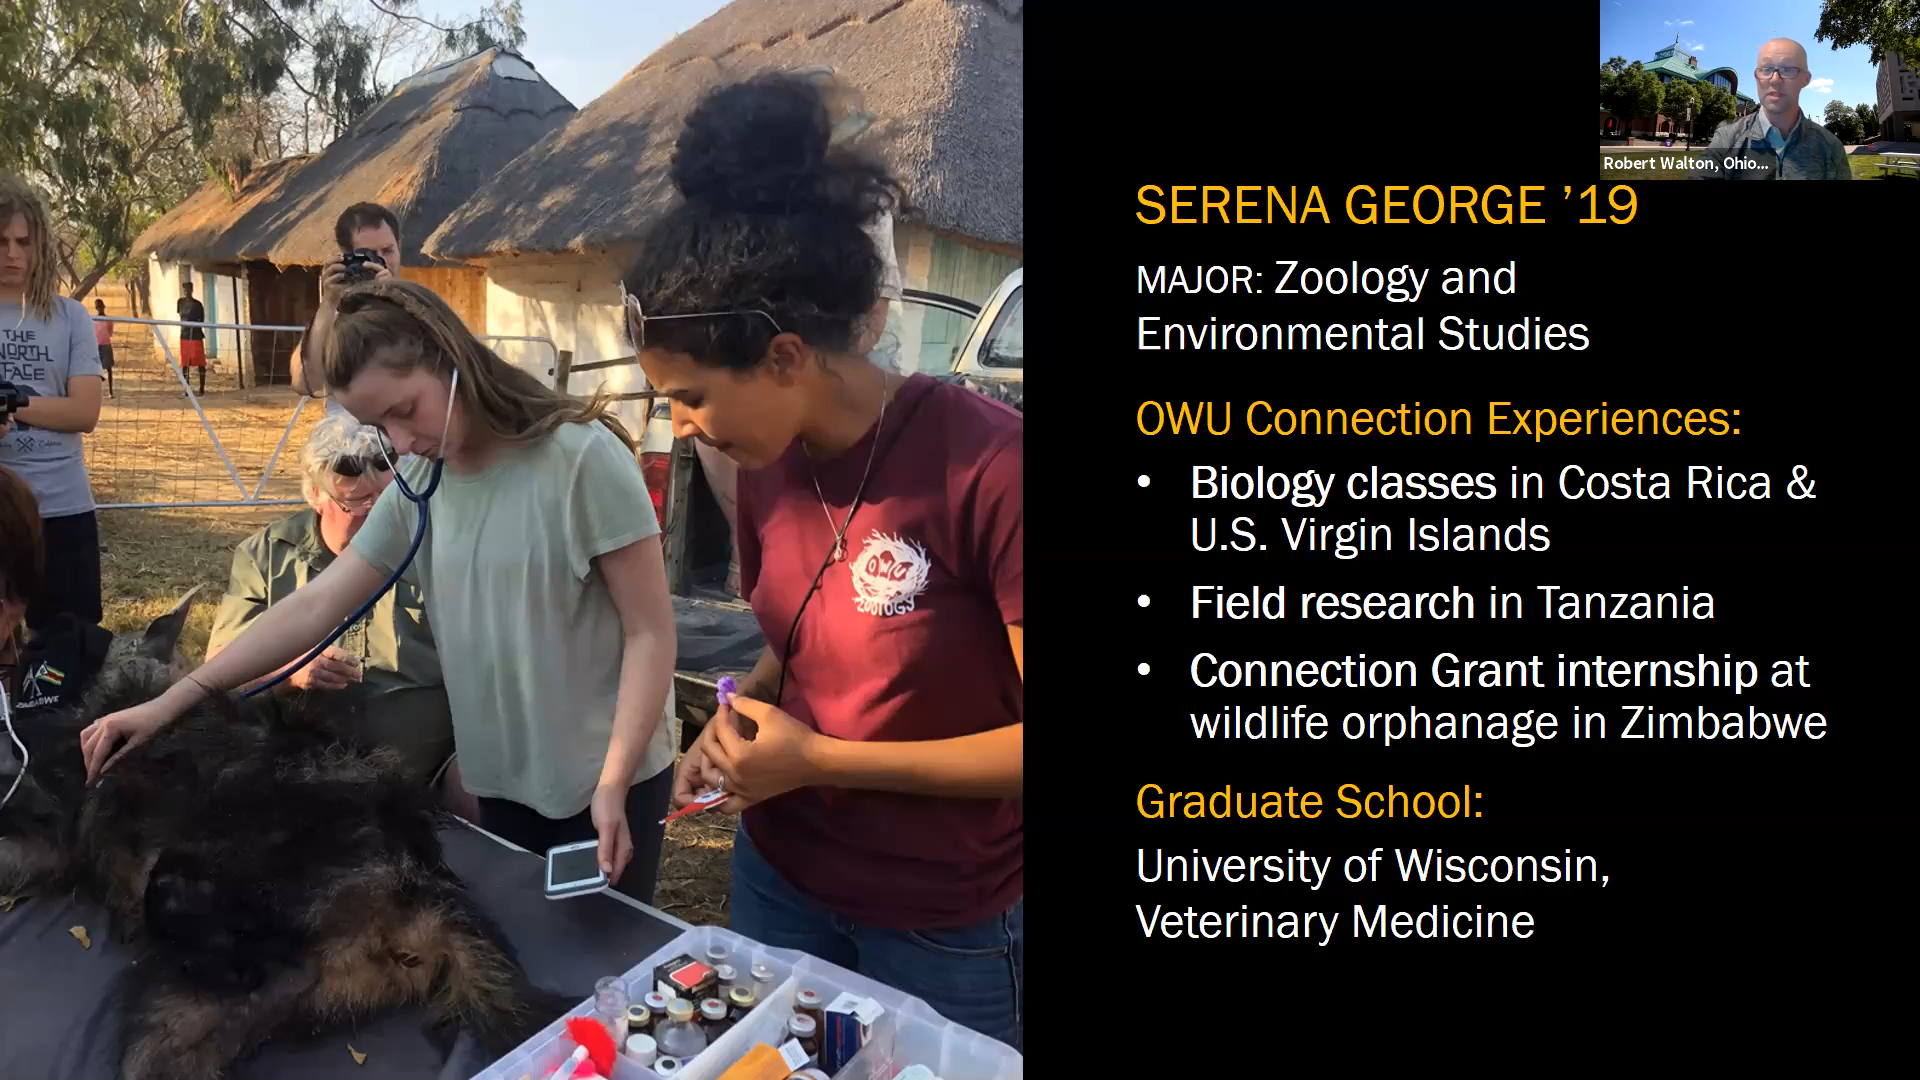 Robert Walton, Ohio...
SERENA GEORGE ’19
MAJOR: Zoology and
Environmental Studies
OWU Connection Experiences:
• Biology classes in Costa Rica &
U.S. Virgin Islands
• Field research in Tanzania
• Connection Grant internship at
wildlife orphanage in Zimbabwe
Graduate School:
University of Wisconsin,
Veterinary Medicine
THE
NORTH
FACE
OWU
ZOOLOGY
ZIMBABWE